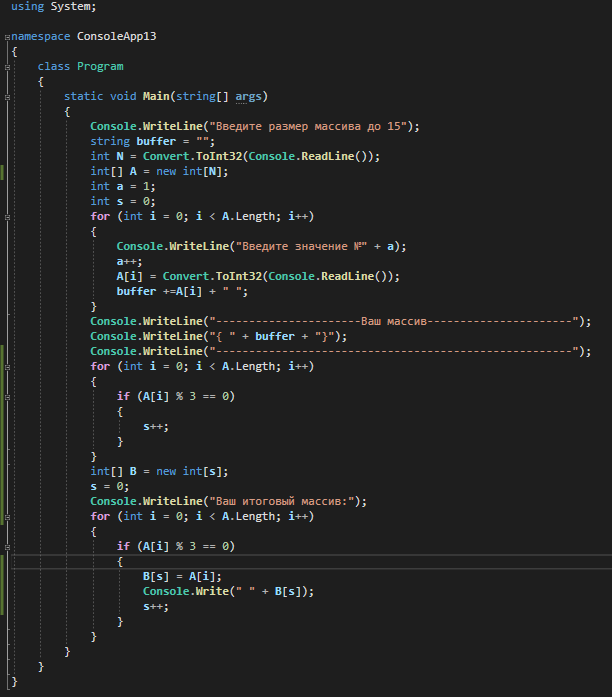 using System;
namespace ConsoleApp13
{
class Program
{
static void Main(string[] args)
{
Console.WriteLine("Введите размер массива до 15");
string buffer = "";
int N = Convert.ToInt32(Console.ReadLine());
int[] A = new int[N];
int a = 1;
int s = 0;
for (int i = 0; i < A.Length; i++)
{
Console.WriteLine("Введите значение №" + a);
a++;
A[i] = Convert.ToInt32(Console.ReadLine());
buffer +=A[i] + " ";
}
Console.WriteLine("----------------------Ваш массив----------------------");
Console.WriteLine("{ " + buffer + "}");
Console.WriteLine("------------------------------------------------------");
for (int i = 0; i < A.Length; i++)
{
if (A[i] % 3 == 0)
{
s++;
}
}
int[] B = new int[s];
s = 0;
Console.WriteLine("Ваш итоговый массив:");
for (int i = 0; i < A.Length; i++)
{
if (A[i] % 3 == 0)
{
B[s] = A[i];
Console.Write(" " + B[s]);
s++;
}
}
}
}
}